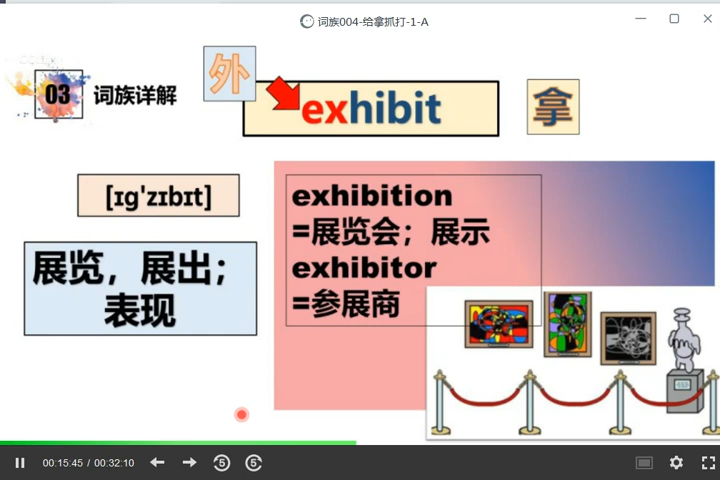 词族004-给拿抓打-1-A
外
03
词族详解
exhibit
拿
[ɪg'zɪbɪt]
展览，展出；
表现
exhibition
=展览会；展示
exhibitor
=参展商
00:15:45 / 00:32:10
5
5